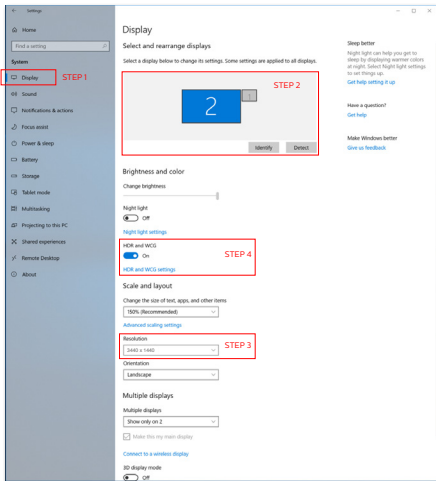 Settings
Home
Find a setting
System
Display STEP 1
Sound
Notifications & actions
Focus assist
Power & sleep
Battery
Storage
Tablet mode
Multitasking
Projecting to this PC
Shared experiences
Remote Desktop
About
Display
Select and rearrange displays
Select a display below to change its settings. Some settings are applied to all displays.
STEP 2
2 1
Identify Detect
Brightness and color
Change brightness
Night light
Off
Night light settings
HDR and WCG
On STEP 4
HDR and WCG settings
Scale and layout
Change the size of text, apps, and other items
150% (Recommended)
Advanced scaling settings
Resolution
STEP 3
3440 x 1440
Orientation
Landscape
Multiple displays
Multiple displays
Show only on 2
Make this my main display
Connect to a wireless display
3D display mode
Off
Sleep better
Night light can help you get to
sleep by displaying warmer colors
at night. Select Night light settings
to set things up.
Get help setting it up
Have a question?
Get help
Make Windows better
Give us feedback